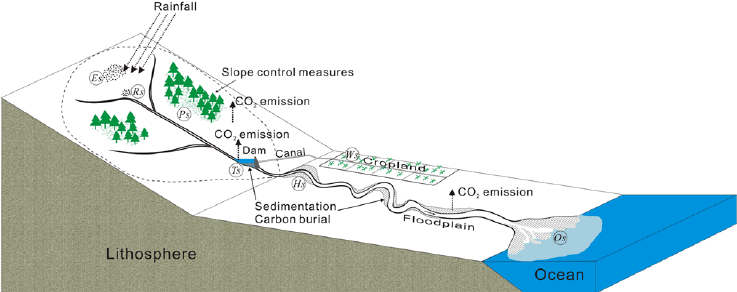 Rainfall
Es
Rs
Slope control measures
Ps
CO₂ emission
CO₂ emission
Dam
Canal
Ws
Cropland
Ts
Hs
Sedimentation
Carbon burial
CO₂ emission
Floodplain
Os
Lithosphere
Ocean